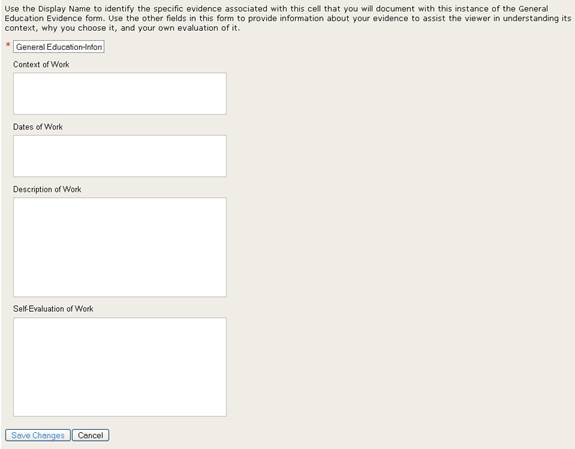 Use the Display Name to identify the specific evidence associated with this cell that you will document with this instance of the General
Education Evidence form. Use the other fields in this form to provide information about your evidence to assist the viewer in understanding its
context, why you choose it, and your own evaluation of it.
* General Education-Infor
Context of Work
Dates of Work
Description of Work
Self-Evaluation of Work
Save Changes Cancel